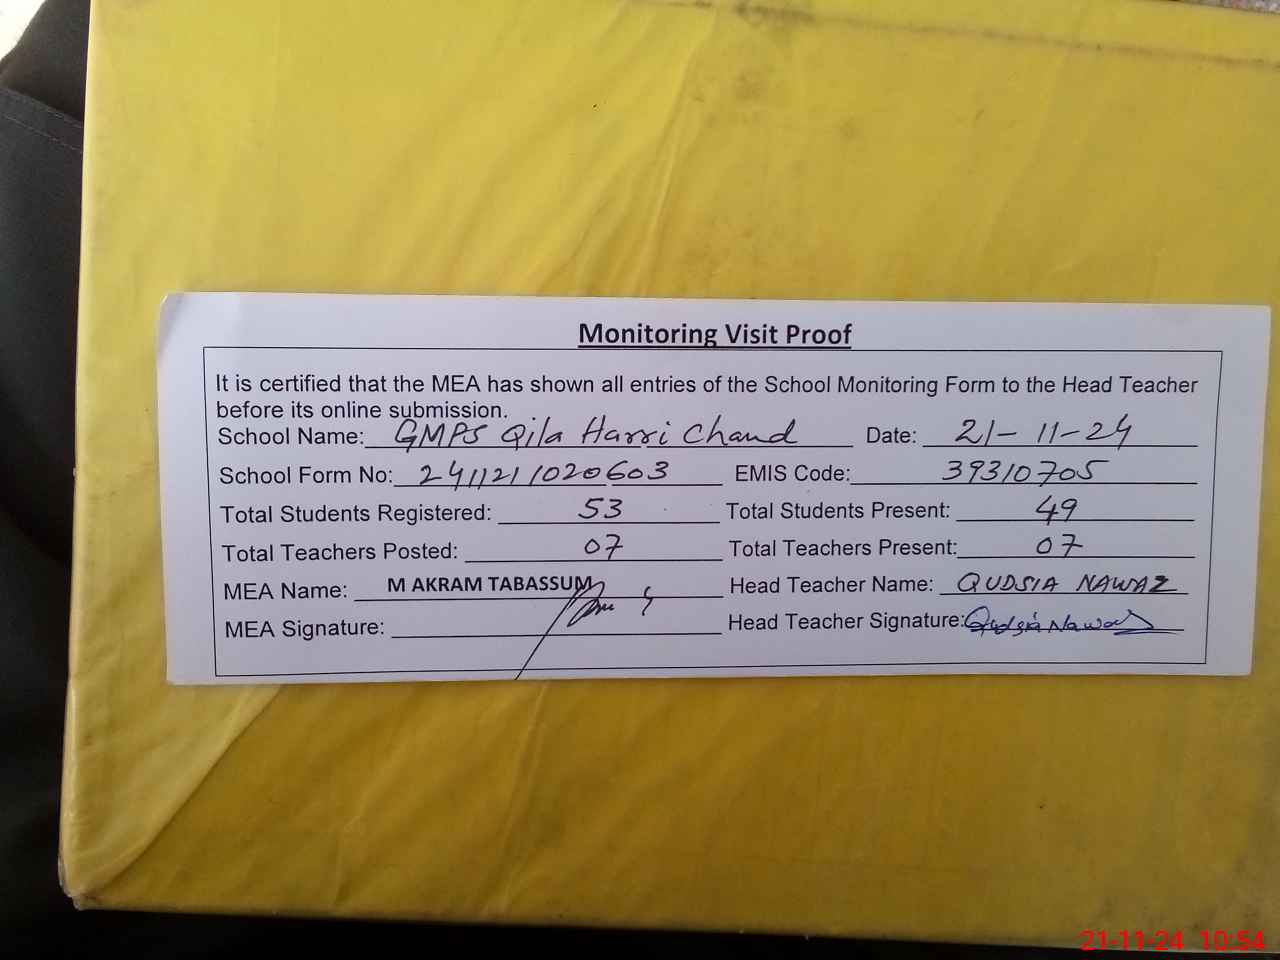 Monitoring Visit Proof
It is certified that the MEA has shown all entries of the School Monitoring Form to the Head Teacher
before its online submission.
School Name: GMPS Qila Harri Chand Date: 21-11-24
School Form No: 2411211020603 EMIS Code: 39310705
Total Students Registered: 53 Total Students Present: 49
Total Teachers Posted: 07 Total Teachers Present: 07
MEA Name: M AKRAM TABASSUM Head Teacher Name: QUDSIA NAWAZ
MEA Signature: Head Teacher Signature: Qudsia Nawaz
21-11-24 10:54